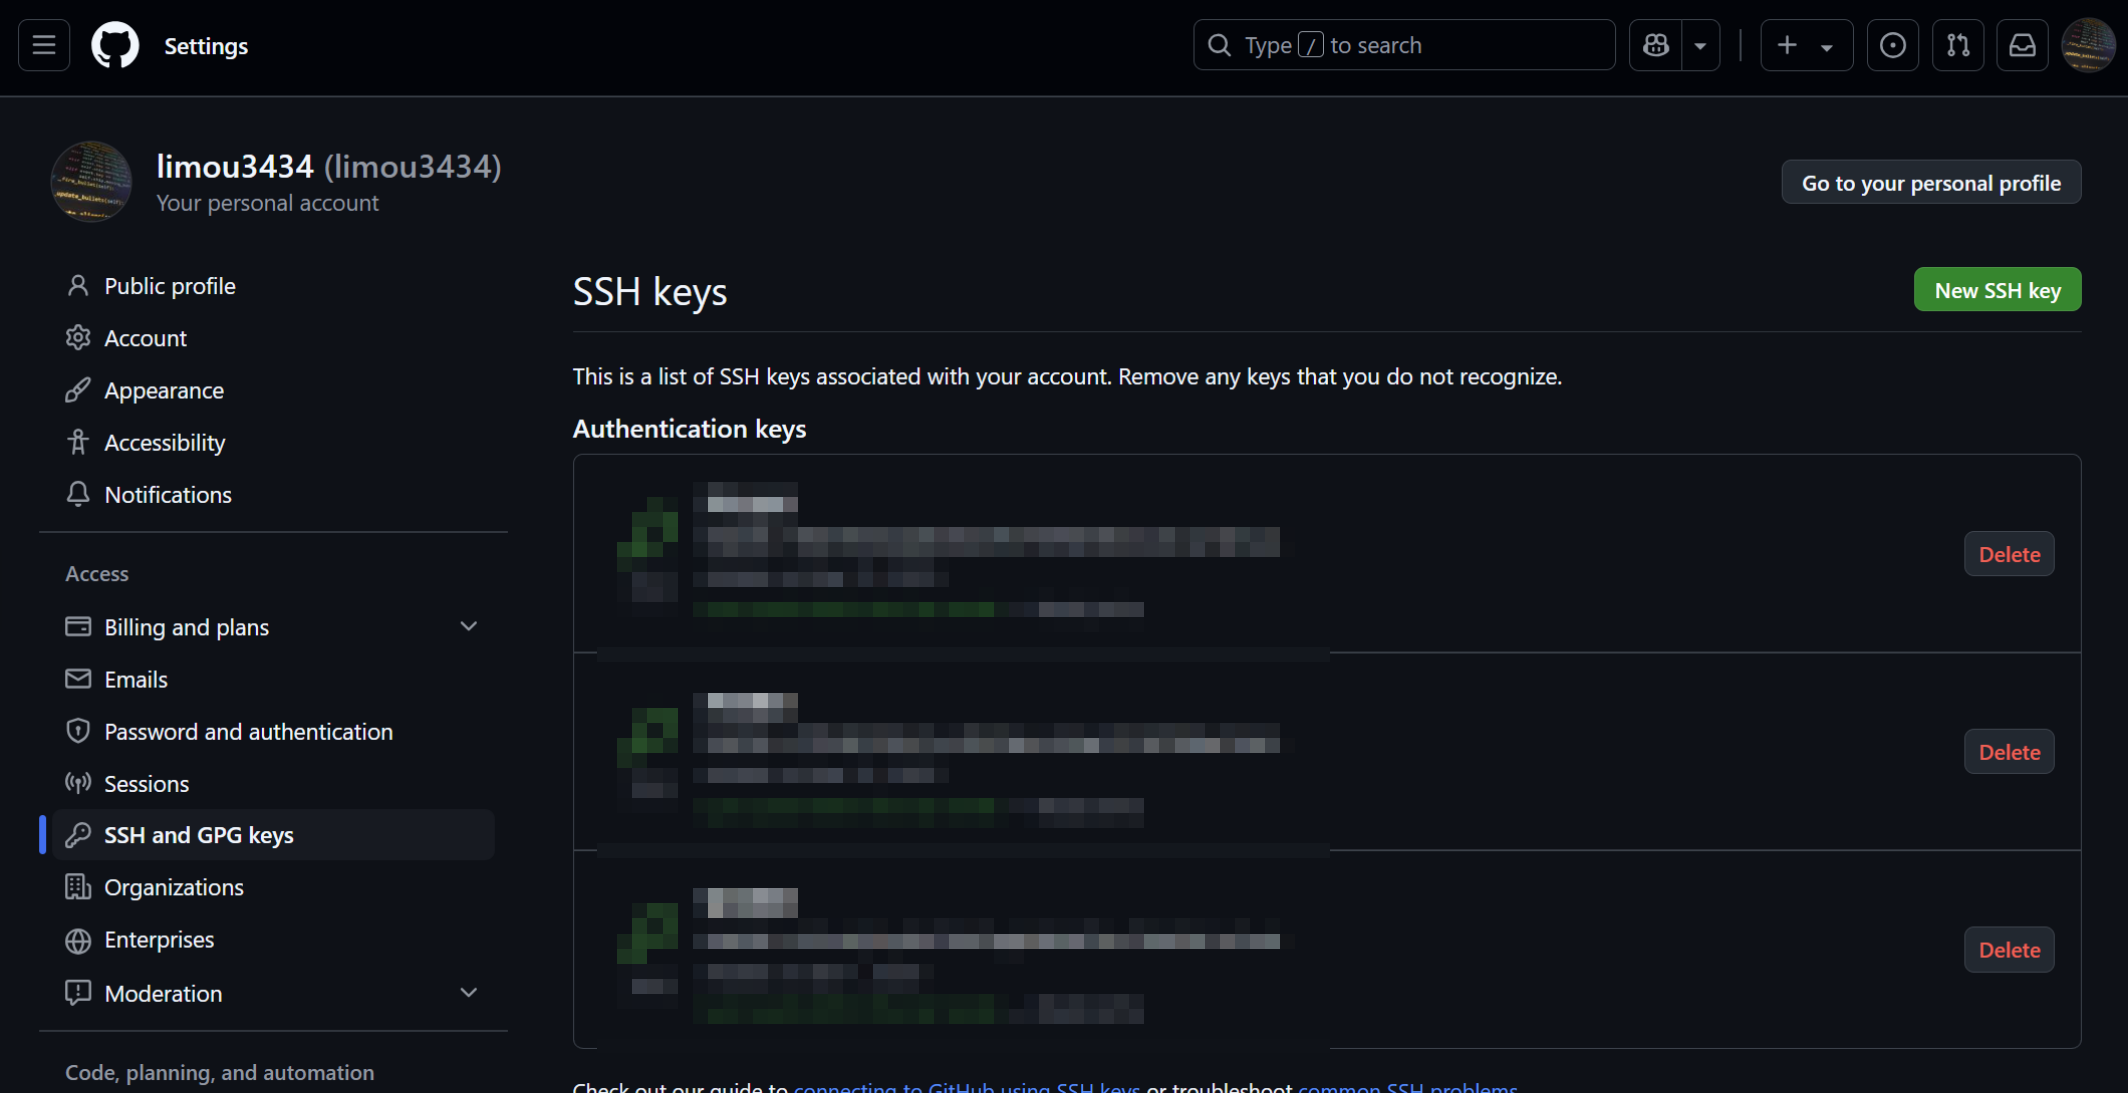 Settings
Type / to search
limou3434 (limou3434)
Your personal account
Go to your personal profile
Public profile
Account
Appearance
Accessibility
Notifications
Access
Billing and plans
Emails
Password and authentication
Sessions
SSH and GPG keys
Organizations
Enterprises
Moderation
Code, planning, and automation
SSH keys
New SSH key
This is a list of SSH keys associated with your account. Remove any keys that you do not recognize.
Authentication keys
Delete
Delete
Delete
Check out our guide to connecting to GitHub using SSH keys or troubleshoot common SSH problems